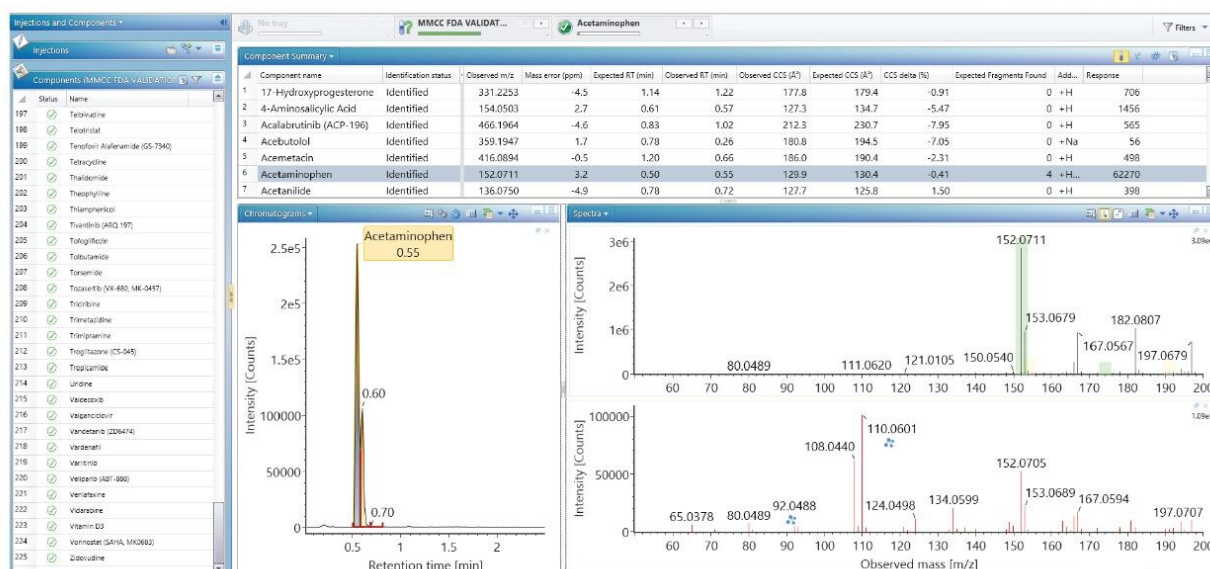 Injections and Components
No tray
MMCC FDA VALIDAT...
Acetaminophen
Filters
Injections
Components (MMCC FDA VALIDATION
Status Name
197 Telbivudine
198 Telotristat
199 Tenofovir Alafenamide (GS-7340)
200 Tetracycline
201 Thalidomide
202 Theophylline
203 Thiamphenicol
204 Tivantinib (ARQ 197)
205 Tofogliflozin
206 Tolbutamide
207 Torsemide
208 Tozasertib (VX-680, MK-0457)
209 Triciribine
210 Trimetazidine
211 Trimipramine
212 Troglitazone (CS-045)
213 Tropicamide
214 Uridine
215 Valdecoxib
216 Valganciclovir
217 Vandetanib (ZD6474)
218 Vardenafil
219 Varlitinib
220 Veliparib (ABT-888)
221 Venlafaxine
222 Vidarabine
223 Vitamin D3
224 Vorinostat (SAHA, MK0683)
225 Zidovudine
Component Summary
Component name Identification status Observed m/z Mass error (ppm) Expected RT (min) Observed RT (min) Observed CCS (Å²) Expected CCS (Å²) CCS delta (%) Expected Fragments Found Add... Response
1 17-Hydroxyprogesterone Identified 331.2253 -4.5 1.14 1.22 177.8 179.4 -0.91 0 +H 706
2 4-Aminosalicylic Acid Identified 154.0503 2.7 0.61 0.57 127.3 134.7 -5.47 0 +H 1456
3 Acalabrutinib (ACP-196) Identified 466.1964 -4.6 0.83 1.02 212.3 230.7 -7.95 0 +H 565
4 Acebutolol Identified 359.1947 1.7 0.78 0.26 180.8 194.5 -7.05 0 +Na 56
5 Acemetacin Identified 416.0894 -0.5 1.20 0.66 186.0 190.4 -2.31 0 +H 498
6 Acetaminophen Identified 152.0711 3.2 0.50 0.55 129.9 130.4 -0.41 4 +H... 62270
7 Acetanilide Identified 136.0750 -4.9 0.78 0.72 127.7 125.8 1.50 0 +H 398
Chromatograms
Acetaminophen
0.55
2.5e5
2e5
1.5e5
100000
50000
0
0.60
0.70
0.5 1 1.5 2
Intensity [Counts]
Retention time [min]
Spectra
3e6
2e6
1e6
0
Intensity [Counts]
3.09e
152.0711
153.0679
182.0807
167.0567
197.0679
150.0540
121.0105
111.0620
80.0489
60 70 80 90 100 110 120 130 140 150 160 170 180 190 200
100000
50000
0
Intensity [Counts]
1.09e
110.0601
108.0440
152.0705
153.0689
167.0594
197.0707
134.0599
124.0498
92.0488
80.0489
65.0378
60 70 80 90 100 110 120 130 140 150 160 170 180 190 200
Observed mass [m/z]